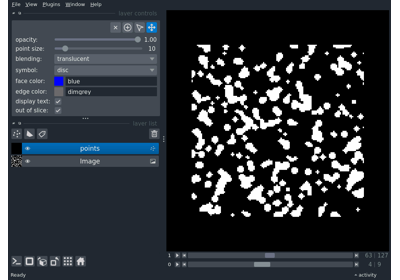 File View Plugins Window Help
layer controls
opacity: 1.00
point size: 10
blending: translucent
symbol: disc
face color: blue
edge color: dimgrey
display text:
out of slice:
layer list
points
Image
1 63 127
0 4 9
Ready activity